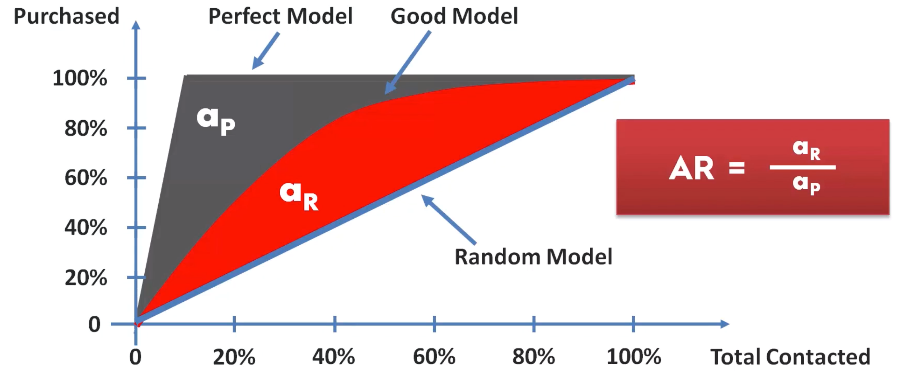 Purchased
Perfect Model
Good Model
100%
80%
60%
40%
20%
0
aP
aR
AR = aR / aP
Random Model
0 20% 40% 60% 80% 100% Total Contacted